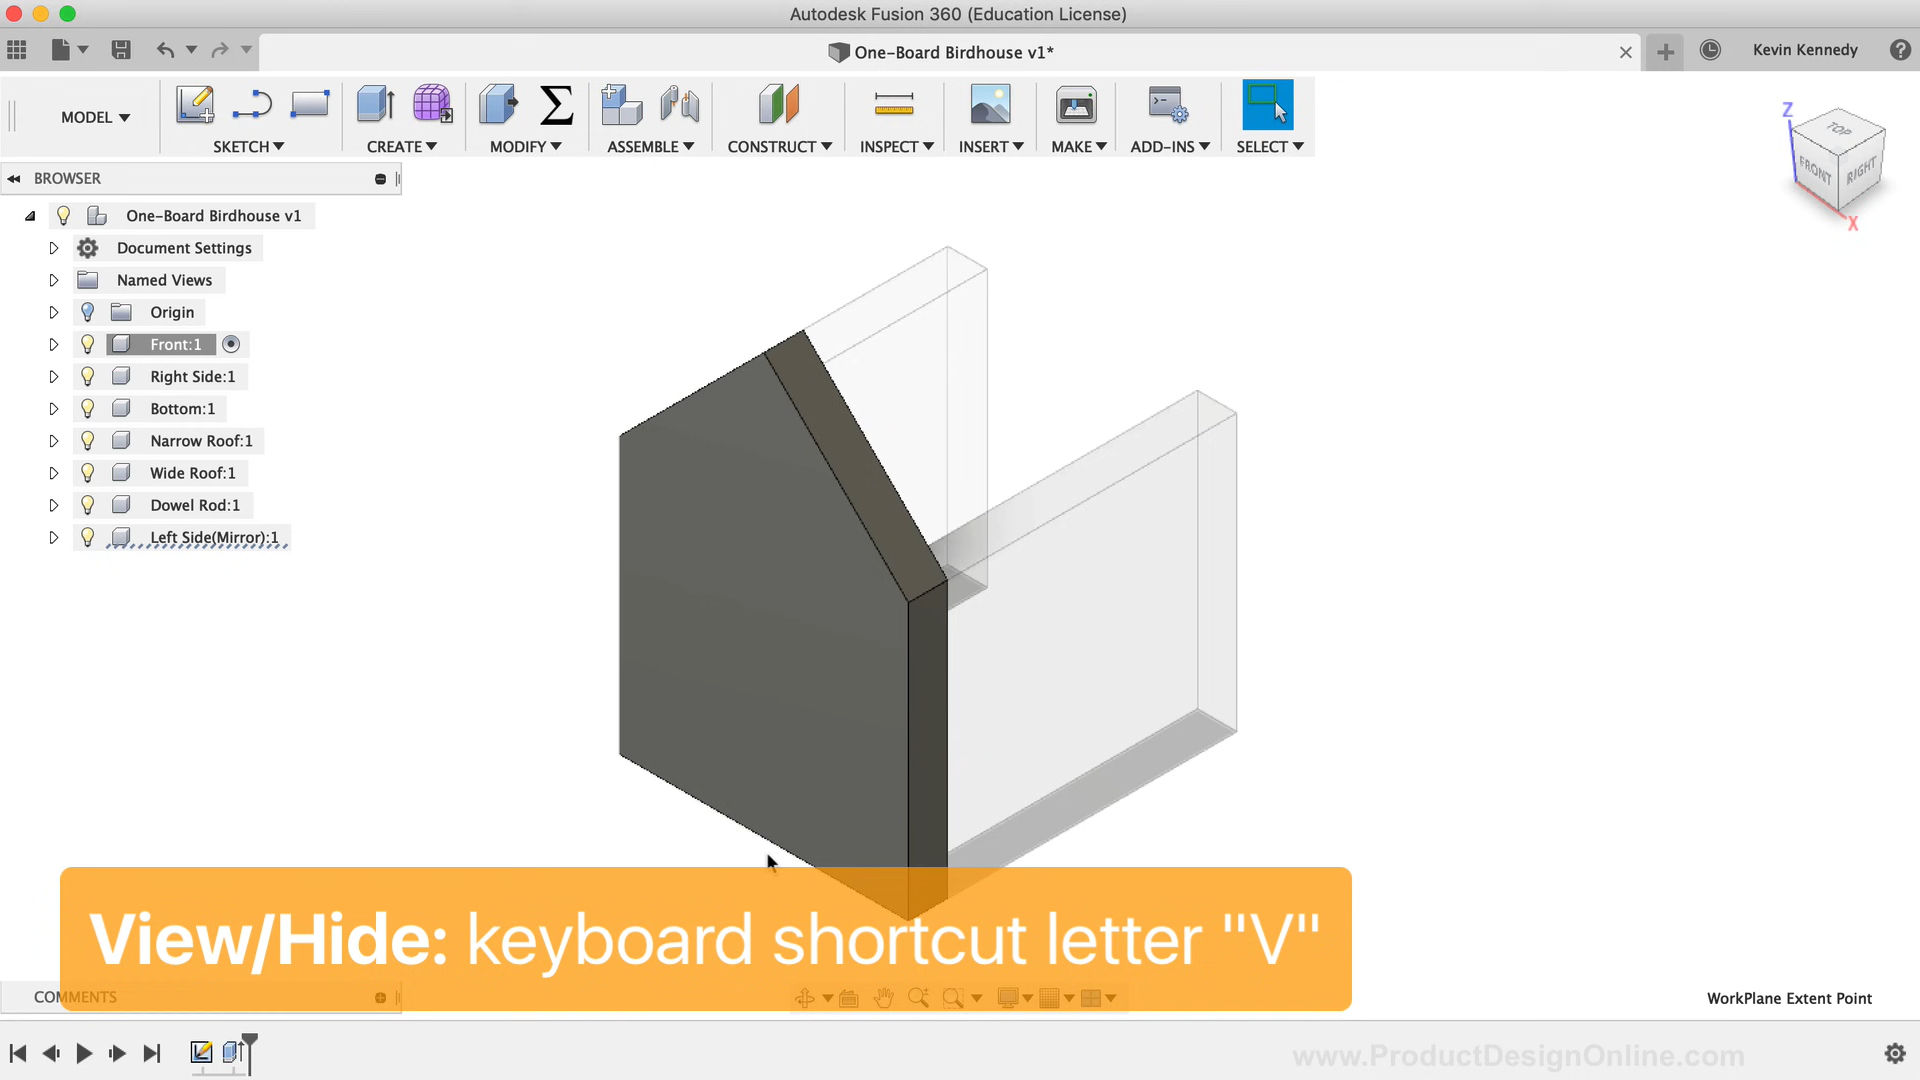 Autodesk Fusion 360 (Education License)
One-Board Birdhouse v1*
Kevin Kennedy
MODEL
SKETCH
CREATE
MODIFY
ASSEMBLE
CONSTRUCT
INSPECT
INSERT
MAKE
ADD-INS
SELECT
Z
TOP
FRONT
RIGHT
X
BROWSER
One-Board Birdhouse v1
Document Settings
Named Views
Origin
Front:1
Right Side:1
Bottom:1
Narrow Roof:1
Wide Roof:1
Dowel Rod:1
Left Side(Mirror):1
View/Hide: keyboard shortcut letter "V"
COMMENTS
WorkPlane Extent Point
www.ProductDesignOnline.com